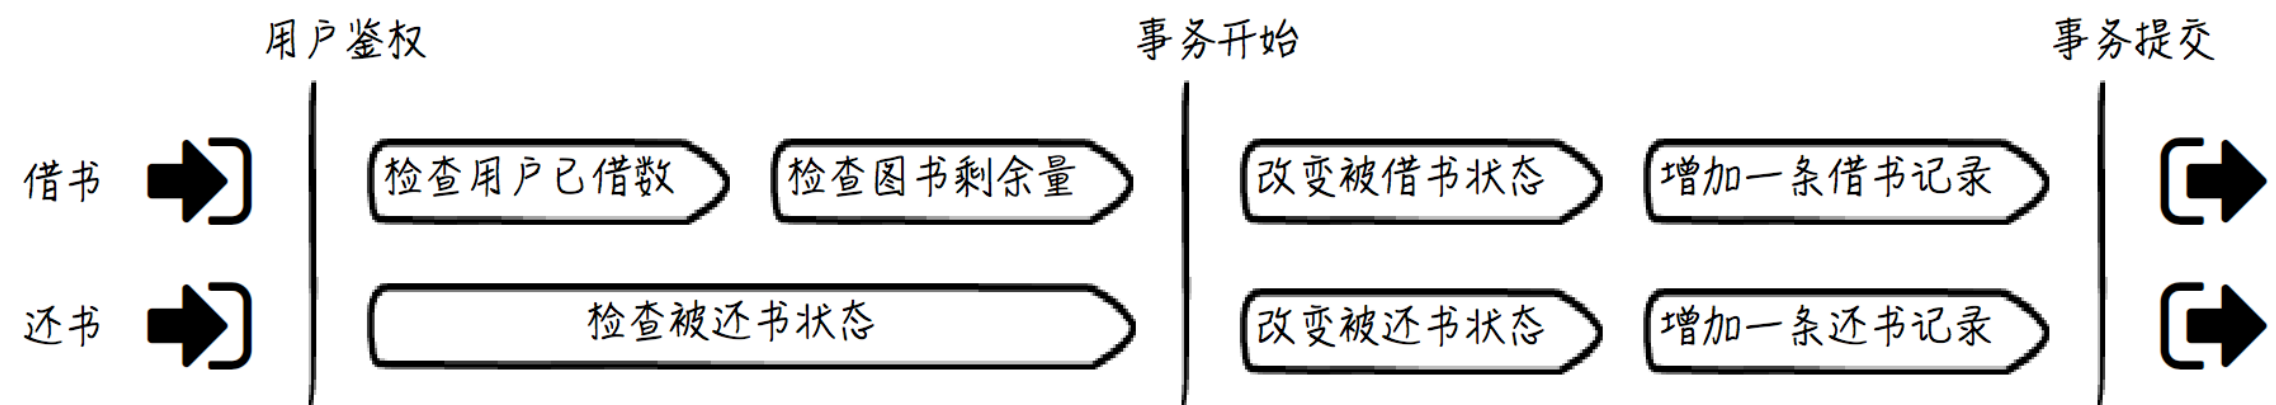 用户鉴权
事务开始
事务提交
借书
检查用户已借数
检查图书剩余量
改变被借书状态
增加一条借书记录
还书
检查被还书状态
改变被还书状态
增加一条还书记录